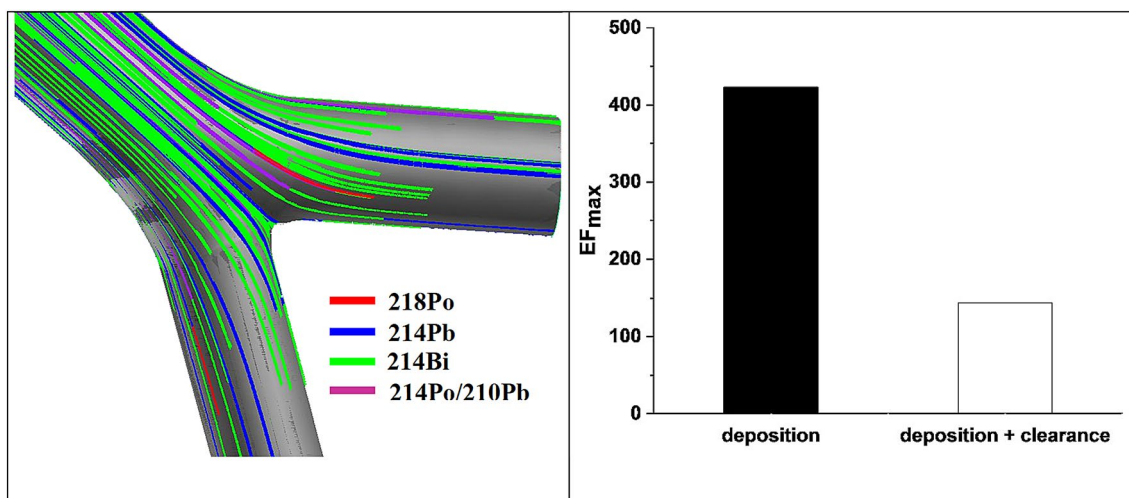 218Po
214Pb
214Bi
214Po/210Pb
500
400
300
200
100
0
EFmax
deposition
deposition + clearance